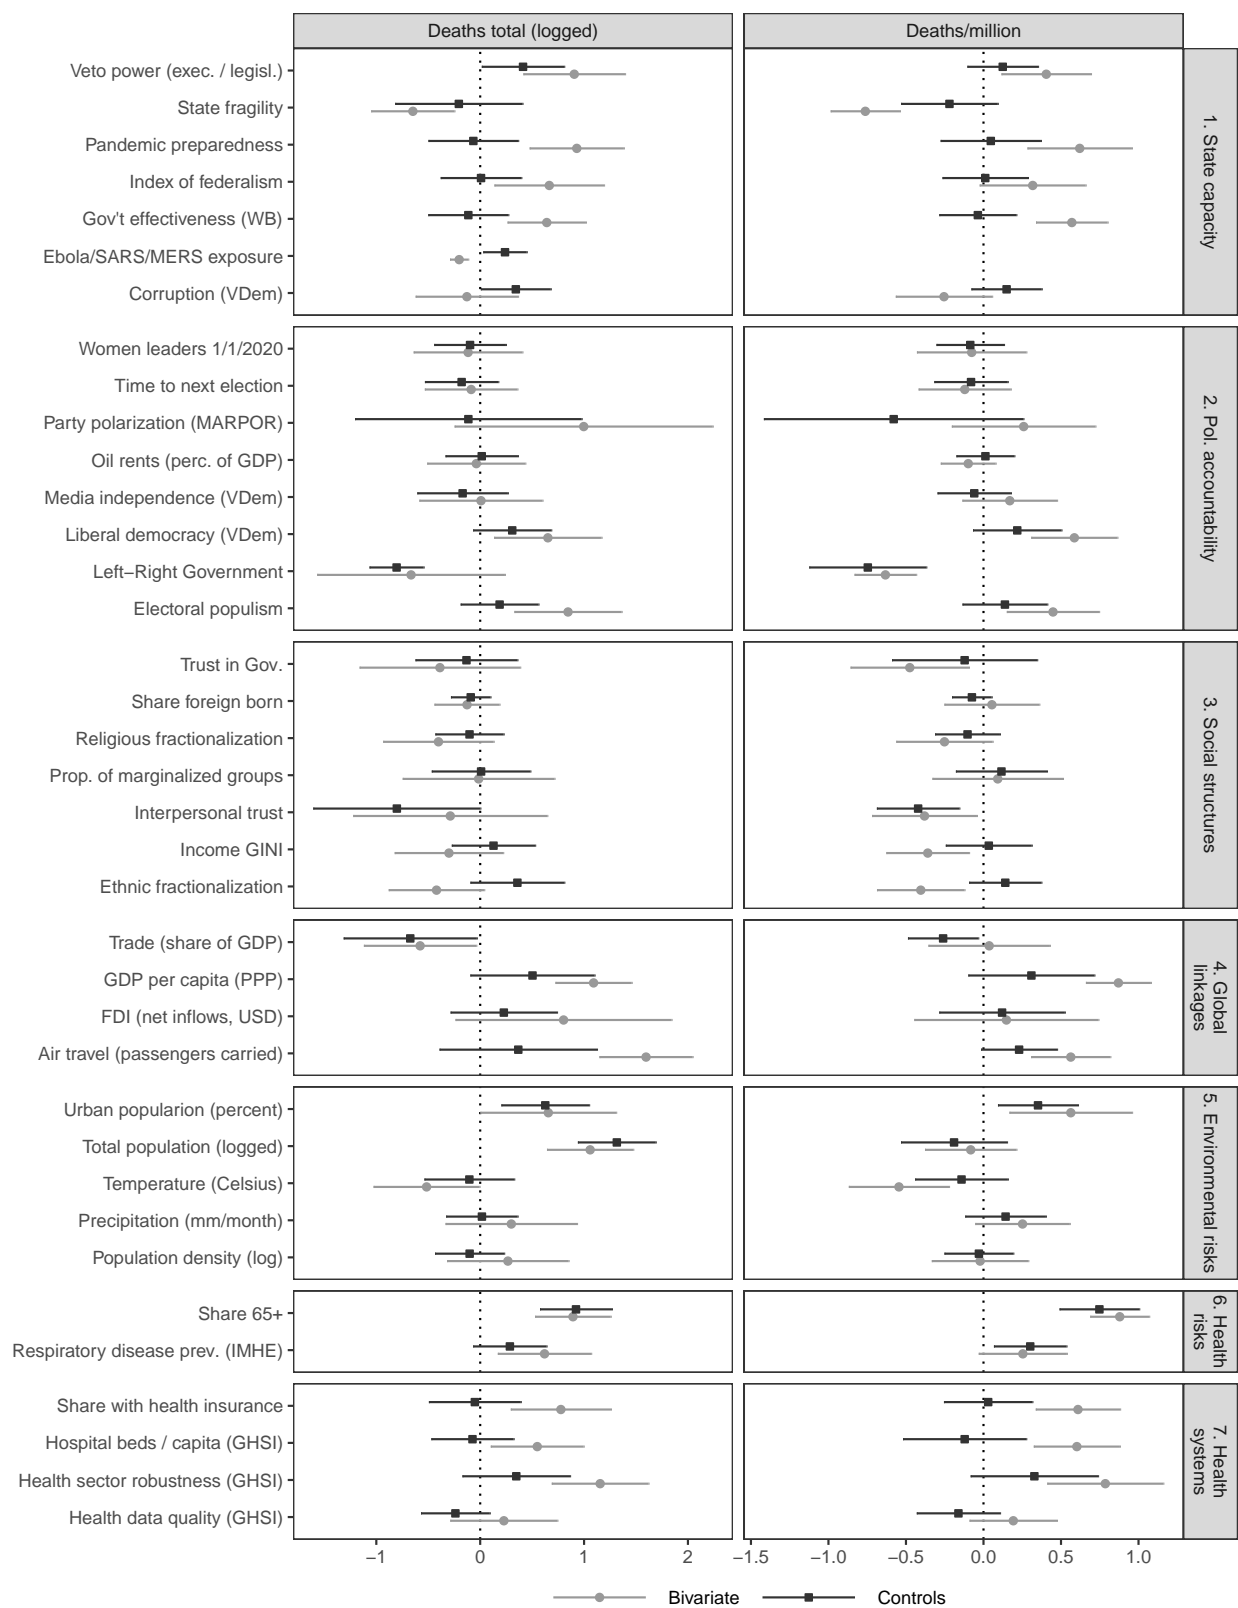 Deaths total (logged)
Deaths/million
Veto power (exec. / legisl.)
State fragility
Pandemic preparedness
Index of federalism
Gov't effectiveness (WB)
Ebola/SARS/MERS exposure
Corruption (VDem)
1. State capacity
Women leaders 1/1/2020
Time to next election
Party polarization (MARPOR)
Oil rents (perc. of GDP)
Media independence (VDem)
Liberal democracy (VDem)
Left−Right Government
Electoral populism
2. Pol. accountability
Trust in Gov.
Share foreign born
Religious fractionalization
Prop. of marginalized groups
Interpersonal trust
Income GINI
Ethnic fractionalization
3. Social structures
Trade (share of GDP)
GDP per capita (PPP)
FDI (net inflows, USD)
Air travel (passengers carried)
4. Global
linkages
Urban popularion (percent)
Total population (logged)
Temperature (Celsius)
Precipitation (mm/month)
Population density (log)
5. Environmental risks
Share 65+
Respiratory disease prev. (IMHE)
6. Health
risks
Share with health insurance
Hospital beds / capita (GHSI)
Health sector robustness (GHSI)
Health data quality (GHSI)
7. Health
systems
−1 0 1 2
−1.5 −1.0 −0.5 0.0 0.5 1.0
Bivariate Controls